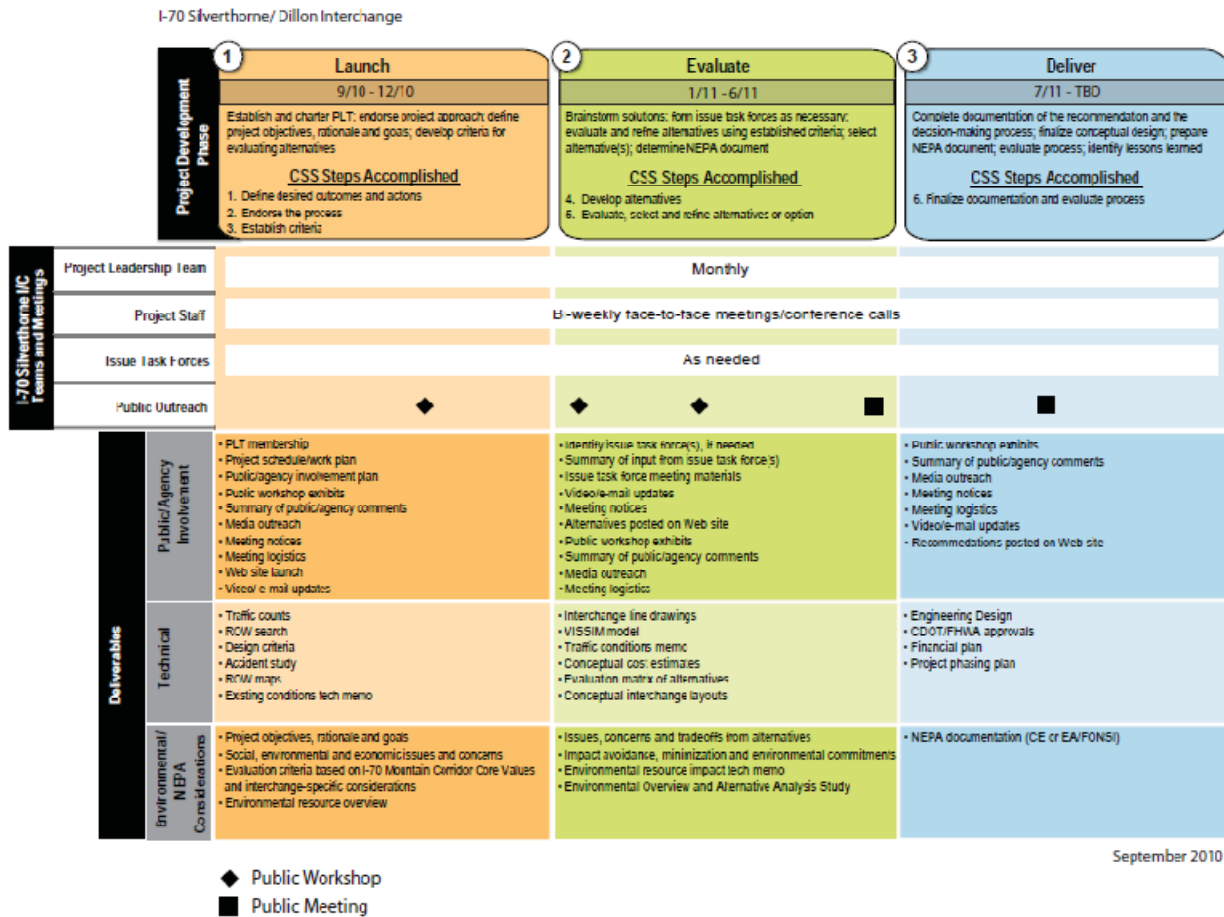 I-70 Silverthorne/ Dillon Interchange
Project Development
Phase
1
Launch
9/10 - 12/10
Establish and charter PLT: endorse project approach: define
project objectives, rationale and goals; develop criteria for
evaluating alternatives
CSS Steps Accomplished
1. Define desired outcomes and actions
2. Endorse the process
3. Establish criteria
2
Evaluate
1/11 - 6/11
Brainstorm solutions: form issue task forces as necessary:
evaluate and refine alternatives using established criteria; select
alternative(s); determine NEPA document
CSS Steps Accomplished
4. Develop alternatives
5. Evaluate, select and refine alternatives or option
3
Deliver
7/11 - TBD
Complete documentation of the recommendation and the
decision-making process; finalize conceptual design; prepare
NEPA document; evaluate process; identify lessons learned
CSS Steps Accomplished
6. Finalize documentation and evaluate process
I-70 Silverthorne I/C
Teams and Meetings
Project Leadership Team
Monthly
Project Staff
Bi-weekly face-to-face meetings/conference calls
Issue Task Forces
As needed
Public Outreach
Deliverables
Public/Agency
Involvement
• PLT membership
• Project schedule/work plan
• Public/agency involvement plan
• Public workshop exhibits
• Summary of public/agency comments
• Media outreach
• Meeting notices
• Meeting logistics
• Web site launch
- Video/ e-mail updates
• Identify issue task force(s), if needed
• Summary of input from issue task force(s)
• Issue task force meeting materials
• Video/e-mail updates
• Meeting notices
• Alternatives posted on Web site
• Public workshop exhibits
• Summary of public/agency comments
• Media outreach
• Meeting logistics
• Public workshop exhibits
• Summary of public/agency comments
• Media outreach
• Meeting notices
• Meeting logistics
• Video/e-mail updates
- Recommedations posted on Web site
Technical
• Traffic counts
• ROW search
• Design criteria
• Accident study
• ROW maps
• Existing conditions tech memo
• Interchange line drawings
• VISSIM model
• Traffic conditions memo
• Conceptual cost estimates
• Evaluation matrix of alternatives
• Conceptual interchange layouts
• Engineering Design
• CDOT/FHWA approvals
• Financial plan
• Project phasing plan
Environmental/
NEPA
Considerations
• Project objectives, rationale and goals
• Social, environmental and economic issues and concerns
• Evaluation criteria based on I-70 Mountain Corridor Core Values
and interchange-specific considerations
• Environmental resource overview
• Issues, concerns and tradeoffs from alternatives
• Impact avoidance, minimization and environmental commitments
• Environmental resource impact tech memo
• Environmental Overview and Alternative Analysis Study
• NEPA documentation (CE or EA/FONSI)
September 2010
Public Workshop
Public Meeting